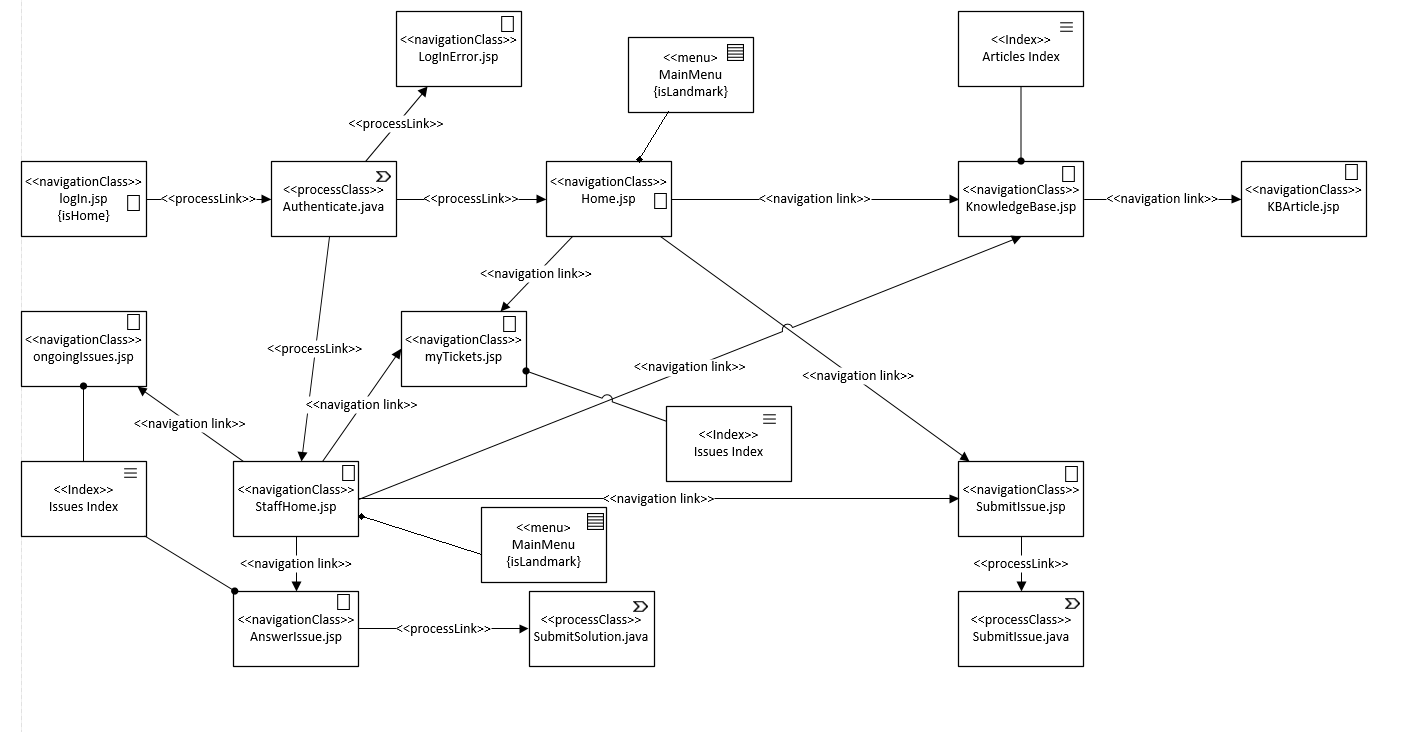 <<navigationClass>>
LogInError.jsp
<<menu>
MainMenu
{isLandmark}
<<Index>>
Articles Index
<<processLink>>
<<navigationClass>>
logIn.jsp
{isHome}
<<processLink>>
<<processClass>>
Authenticate.java
<<processLink>>
<<navigationClass>>
Home.jsp
<<navigation link>>
<<navigationClass>>
KnowledgeBase.jsp
<<navigation link>>
<<navigationClass>>
KBArticle.jsp
<<navigation link>>
<<navigationClass>>
ongoingIssues.jsp
<<processLink>>
<<navigationClass>>
myTickets.jsp
<<navigation link>>
<<navigation link>>
<<navigation link>>
<<navigation link>>
<<Index>>
Issues Index
<<Index>>
Issues Index
<<navigationClass>>
StaffHome.jsp
<<navigation link>>
<<navigationClass>>
SubmitIssue.jsp
<<menu>
MainMenu
{isLandmark}
<<navigation link>>
<<processLink>>
<<navigationClass>>
AnswerIssue.jsp
<<processLink>>
<<processClass>>
SubmitSolution.java
<<processClass>>
SubmitIssue.java